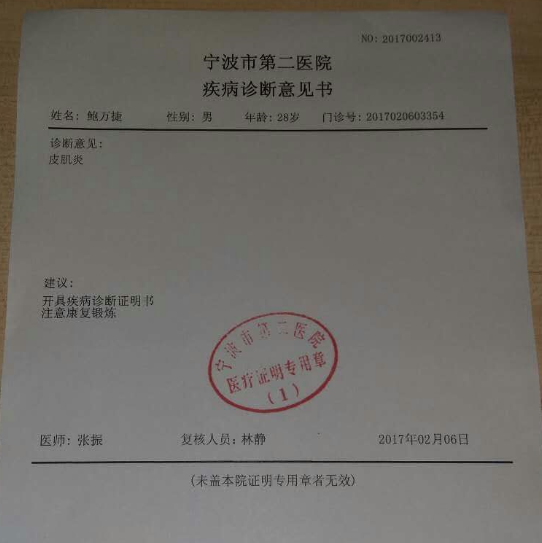 NO: 2017002413
宁波市第二医院
疾病诊断意见书
姓名: 鲍万捷 性别: 男 年龄: 28岁 门诊号: 2017020603354
诊断意见:
皮肌炎
建议:
开具疾病诊断证明书
注意康复锻炼
宁波市第二医院
医疗证明专用章
(1)
医师: 张振 复核人员: 林静 2017年02月06日
(未盖本院证明专用章者无效)